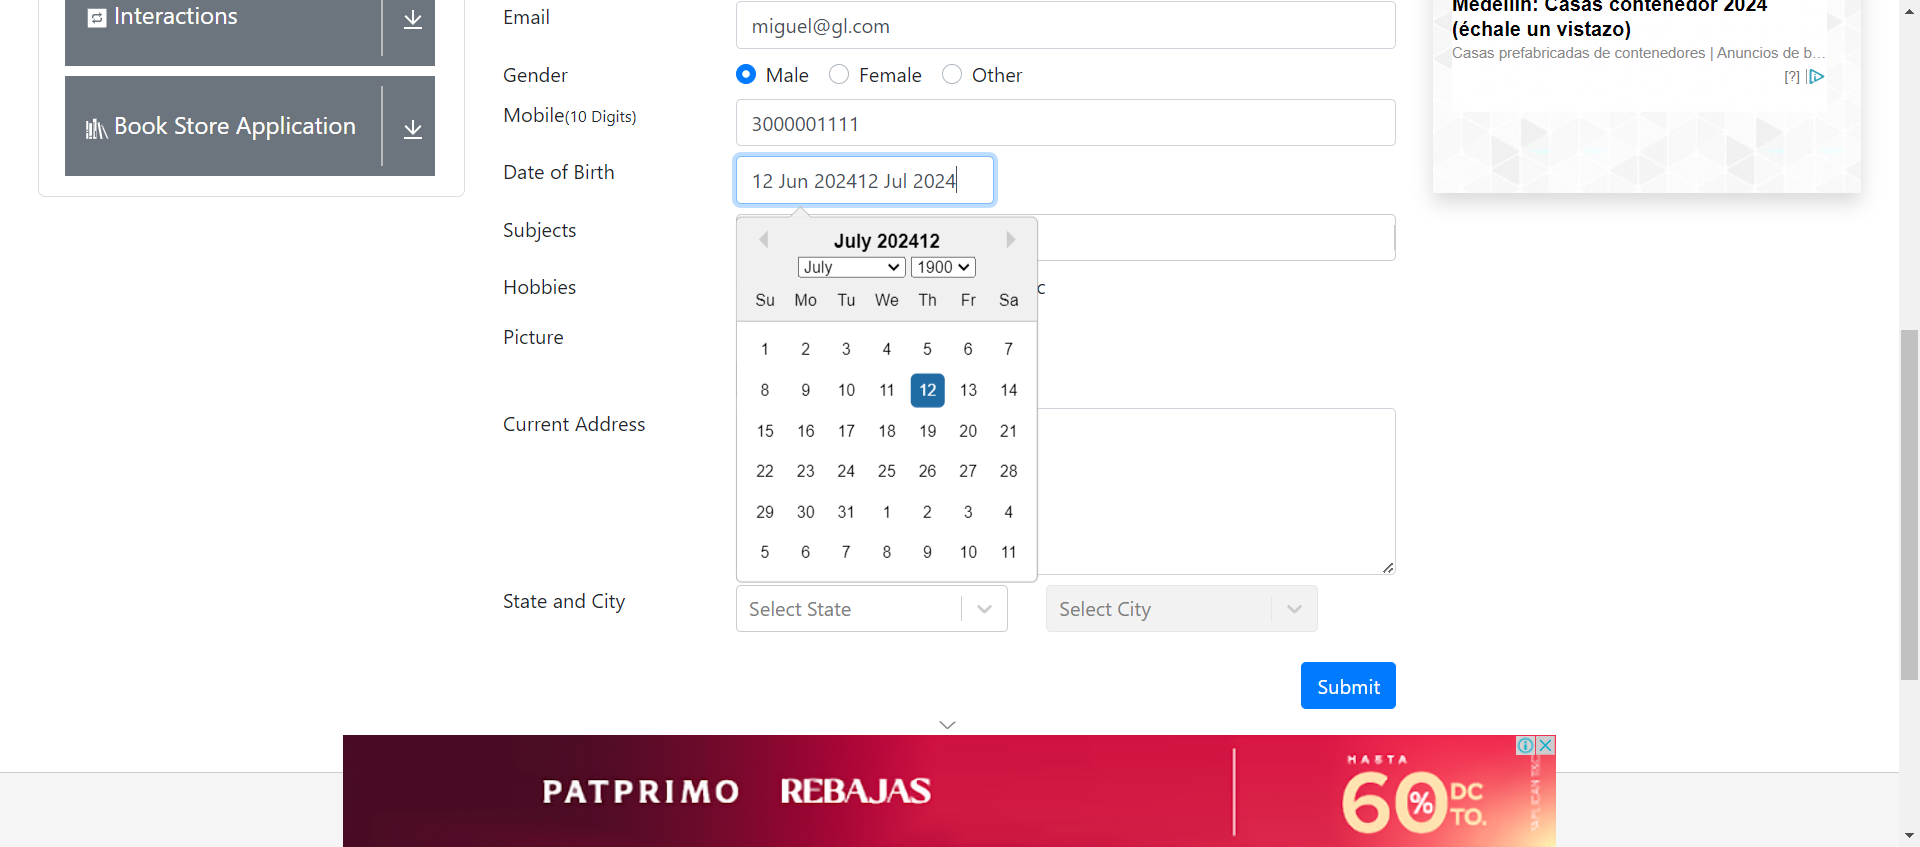 Interactions
Book Store Application
Email
miguel@gl.com
Gender
Male
Female
Other
Mobile(10 Digits)
3000001111
Date of Birth
12 Jun 202412 Jul 2024
July 202412
July
1900
Su Mo Tu We Th Fr Sa
1 2 3 4 5 6 7
8 9 10 11 12 13 14
15 16 17 18 19 20 21
22 23 24 25 26 27 28
29 30 31 1 2 3 4
5 6 7 8 9 10 11
Subjects
Hobbies
c
Picture
Current Address
State and City
Select State
Select City
Submit
Medellín: Casas contenedor 2024
(échale un vistazo)
Casas prefabricadas de contenedores | Anuncios de b...
[?]
PATPRIMO REBAJAS
HASTA
60%
DC
TO.